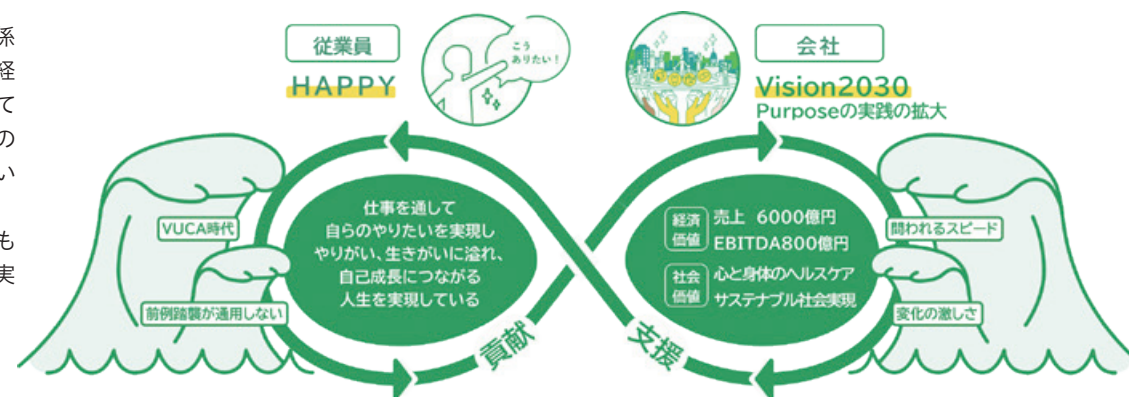 係
経
て
の
い
も
実
従業員
HAPPY
こう
ありたい！
会社
Vision2030
Purposeの実践の拡大
VUCA時代
前例踏襲が通用しない
仕事を通して
自らのやりたいを実現し
やりがい、生きがいに溢れ、
自己成長につながる
人生を実現している
経済
価値
売上 6000億円
EBITDA800億円
社会
価値
心と身体のヘルスケア
サステナブル社会実現
問われるスピード
変化の激しさ
貢献
支援